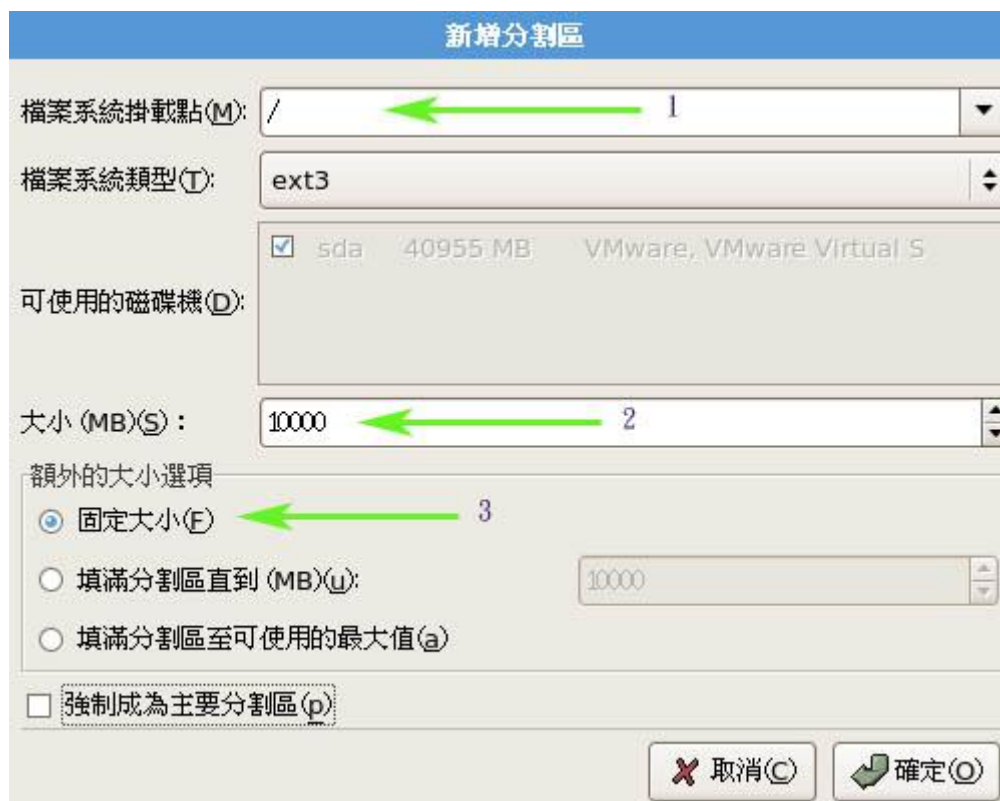 新增分割區
檔案系統掛載點(M): / 1
檔案系統類型(T): ext3
sda 40955 MB VMware, VMware Virtual S
可使用的磁碟機(D):
大小 (MB)(S)： 10000 2
額外的大小選項
固定大小(F) 3
填滿分割區直到 (MB)(u): 10000
填滿分割區至可使用的最大值(a)
強制成為主要分割區(p)
取消(C) 確定(O)